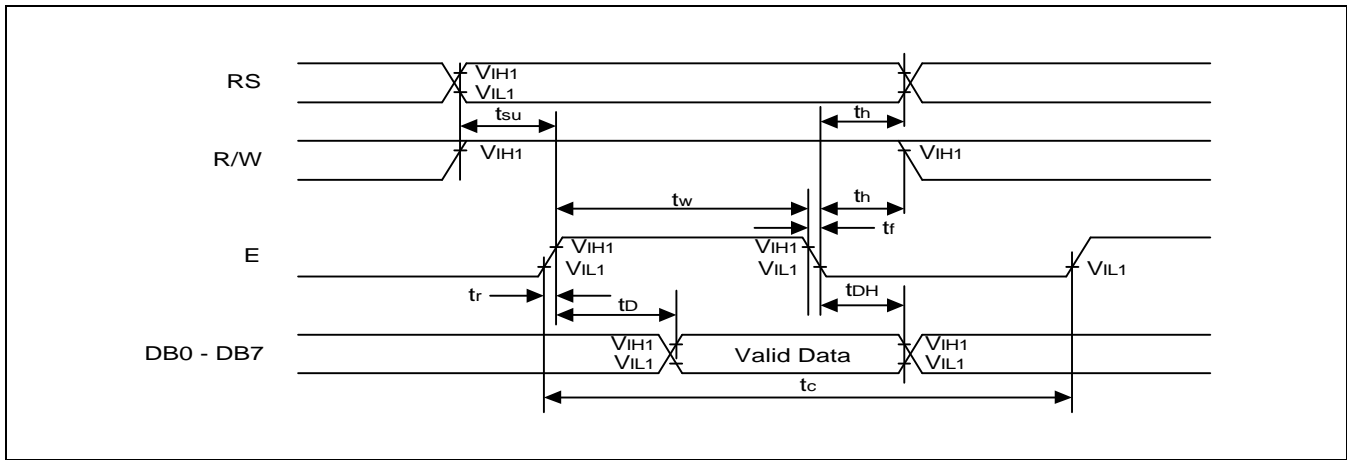 RS
VIH1
VIL1
tsu
th
R/W
VIH1
VIH1
tw
th
tf
E
VIH1
VIL1
VIH1
VIL1
VIL1
tr
tD
tDH
DB0 - DB7
VIH1
VIL1
Valid Data
VIH1
VIL1
tc